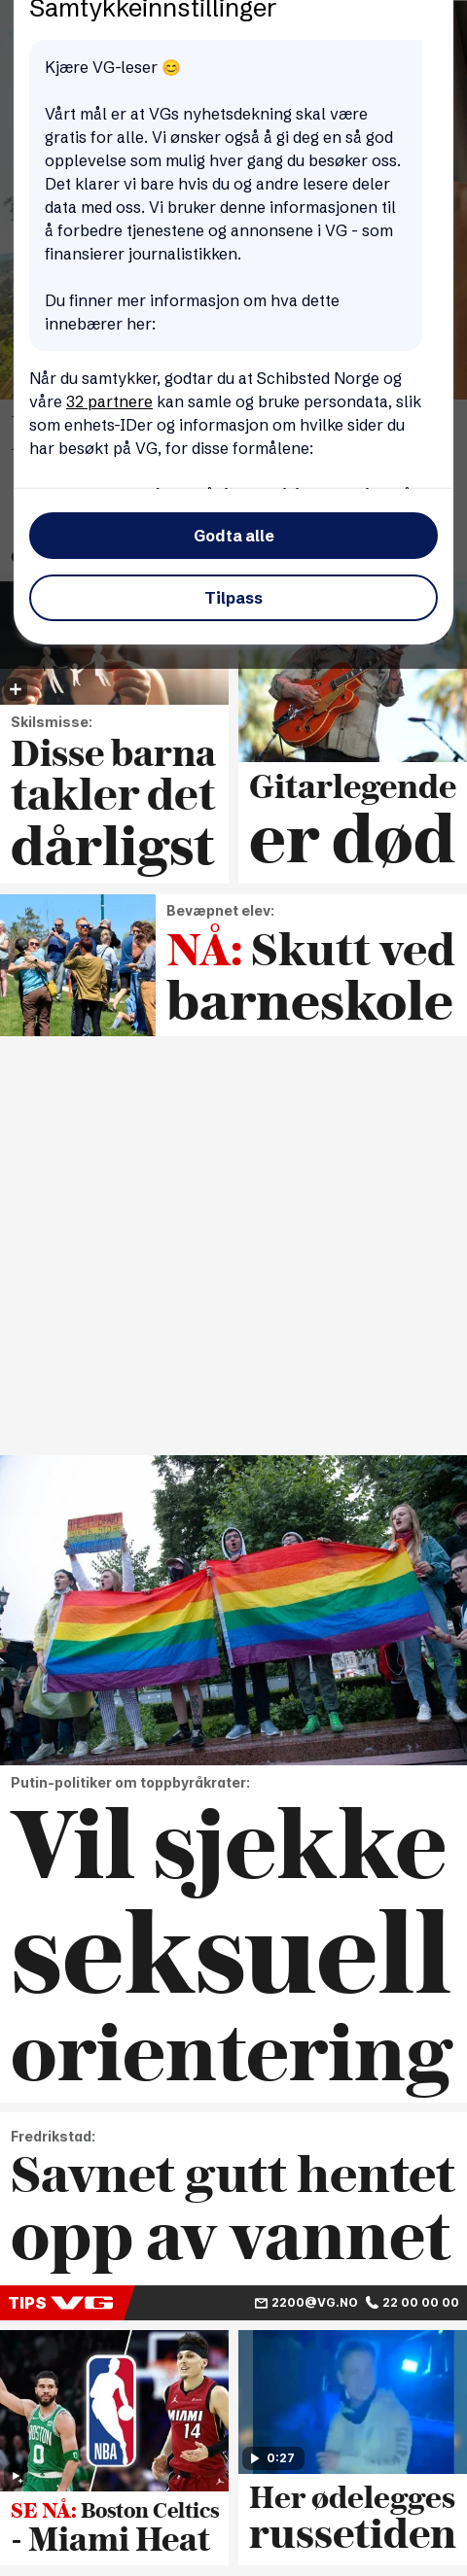 Samtykkeinnstillinger
Kjære VG-leser 😊
Vårt mål er at VGs nyhetsdekning skal være
gratis for alle. Vi ønsker også å gi deg en så god
opplevelse som mulig hver gang du besøker oss.
Det klarer vi bare hvis du og andre lesere deler
data med oss. Vi bruker denne informasjonen til
å forbedre tjenestene og annonsene i VG - som
finansierer journalistikken.
Du finner mer informasjon om hva dette
innebærer her:
Når du samtykker, godtar du at Schibsted Norge og
våre 32 partnere kan samle og bruke persondata, slik
som enhets-IDer og informasjon om hvilke sider du
har besøkt på VG, for disse formålene:
Godta alle
Tilpass
Skilsmisse:
Disse barna
takler det
dårligst
Gitarlegende
er død
Bevæpnet elev:
NÅ: Skutt ved
barneskole
Putin-politiker om toppbyråkrater:
Vil sjekke
seksuell
orientering
Fredrikstad:
Savnet gutt hentet
opp av vannet
TIPS VG 2200@VG.NO 22 00 00 00
NBA
BOSTON
0
MIAMI
14
SE NÅ: Boston Celtics
- Miami Heat
0:27
Her ødelegges
russetiden